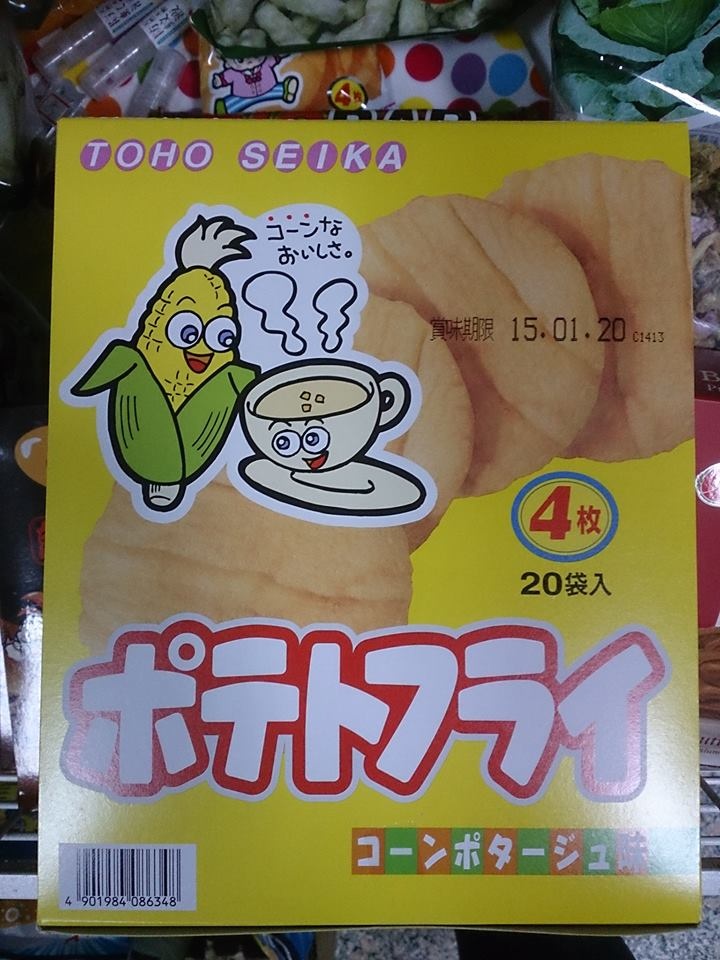 TOHO SEIKA
コーンな
おいしさ。
賞味期限 15.01.20 C1413
4枚
20袋入
ポテトフライ
コーンポタージュ味
4 901984 086348
4枚